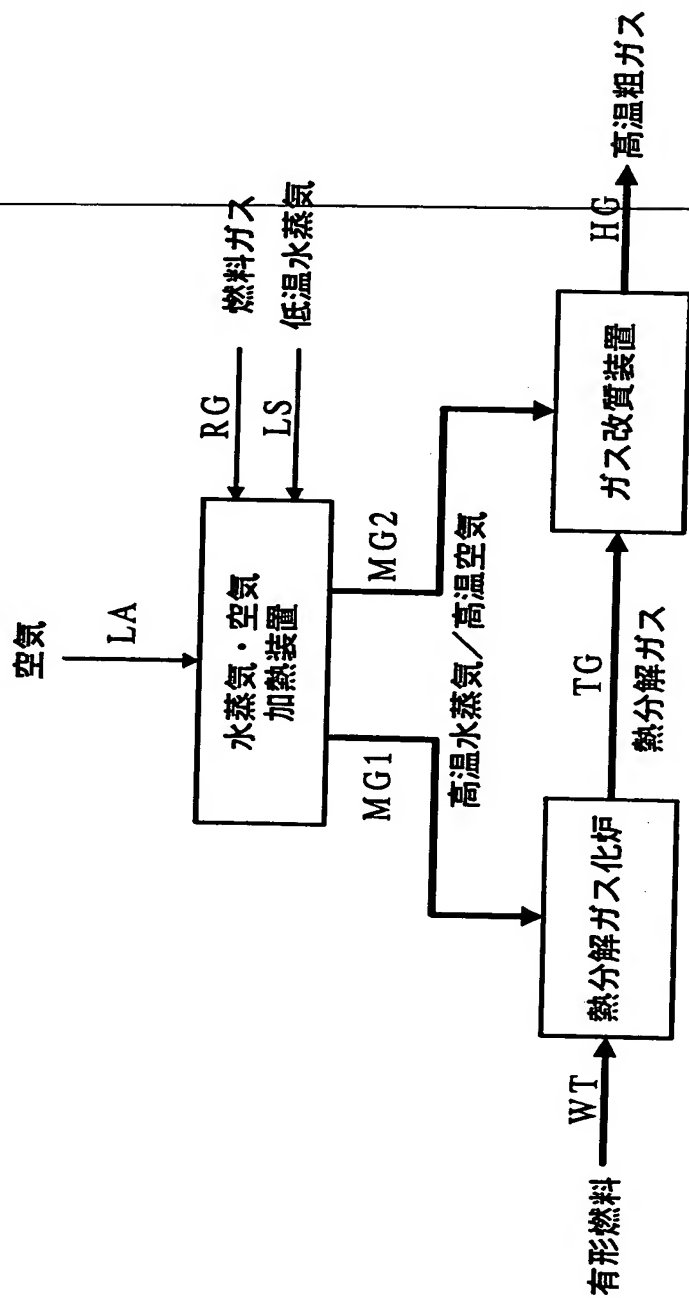 空気
LA
RG
燃料ガス
LS
低温水蒸気
水蒸気・空気
加熱装置
MG1
MG2
高温水蒸気／高温空気
有形燃料
WT
熱分解ガス化炉
TG
熱分解ガス
ガス改質装置
HG
高温粗ガス